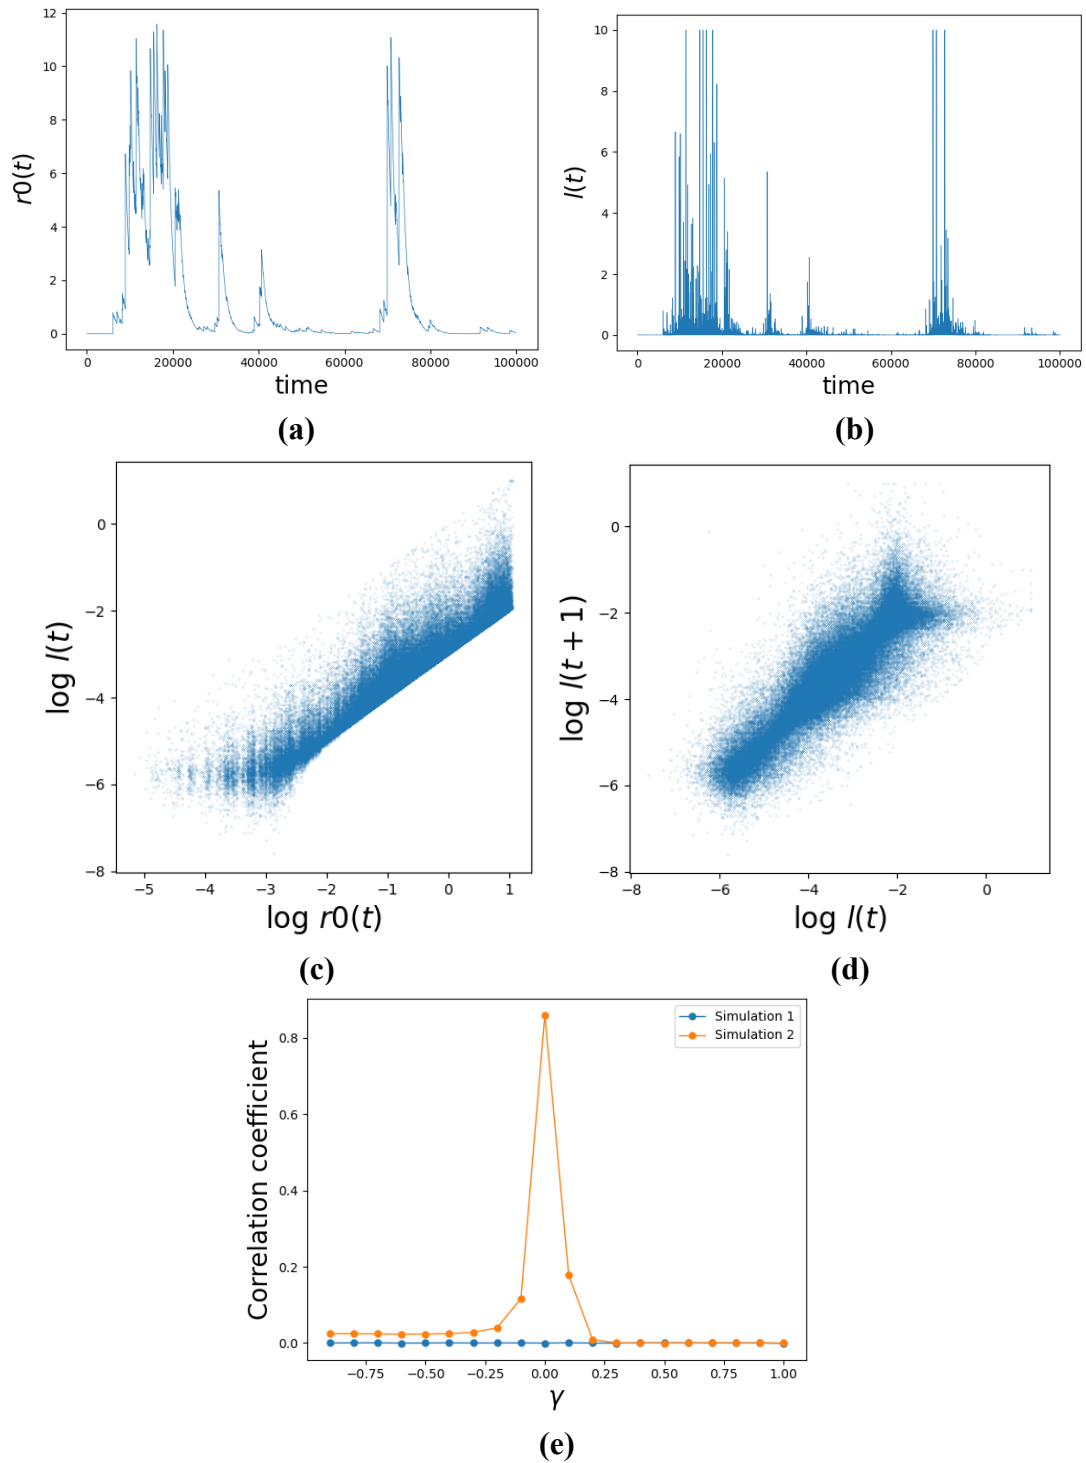 12
10
8
6
4
2
0
r0(t)
0 20000 40000 60000 80000 100000
time
(a)
10
8
6
4
2
0
l(t)
0 20000 40000 60000 80000 100000
time
(b)
0
−2
−4
−6
−8
log l(t)
−5 −4 −3 −2 −1 0 1
log r0(t)
(c)
0
−2
−4
−6
−8
log l(t + 1)
−8 −6 −4 −2 0
log l(t)
(d)
Simulation 1
Simulation 2
0.8
0.6
0.4
0.2
0.0
Correlation coefficient
−0.75 −0.50 −0.25 0.00 0.25 0.50 0.75 1.00
γ
(e)